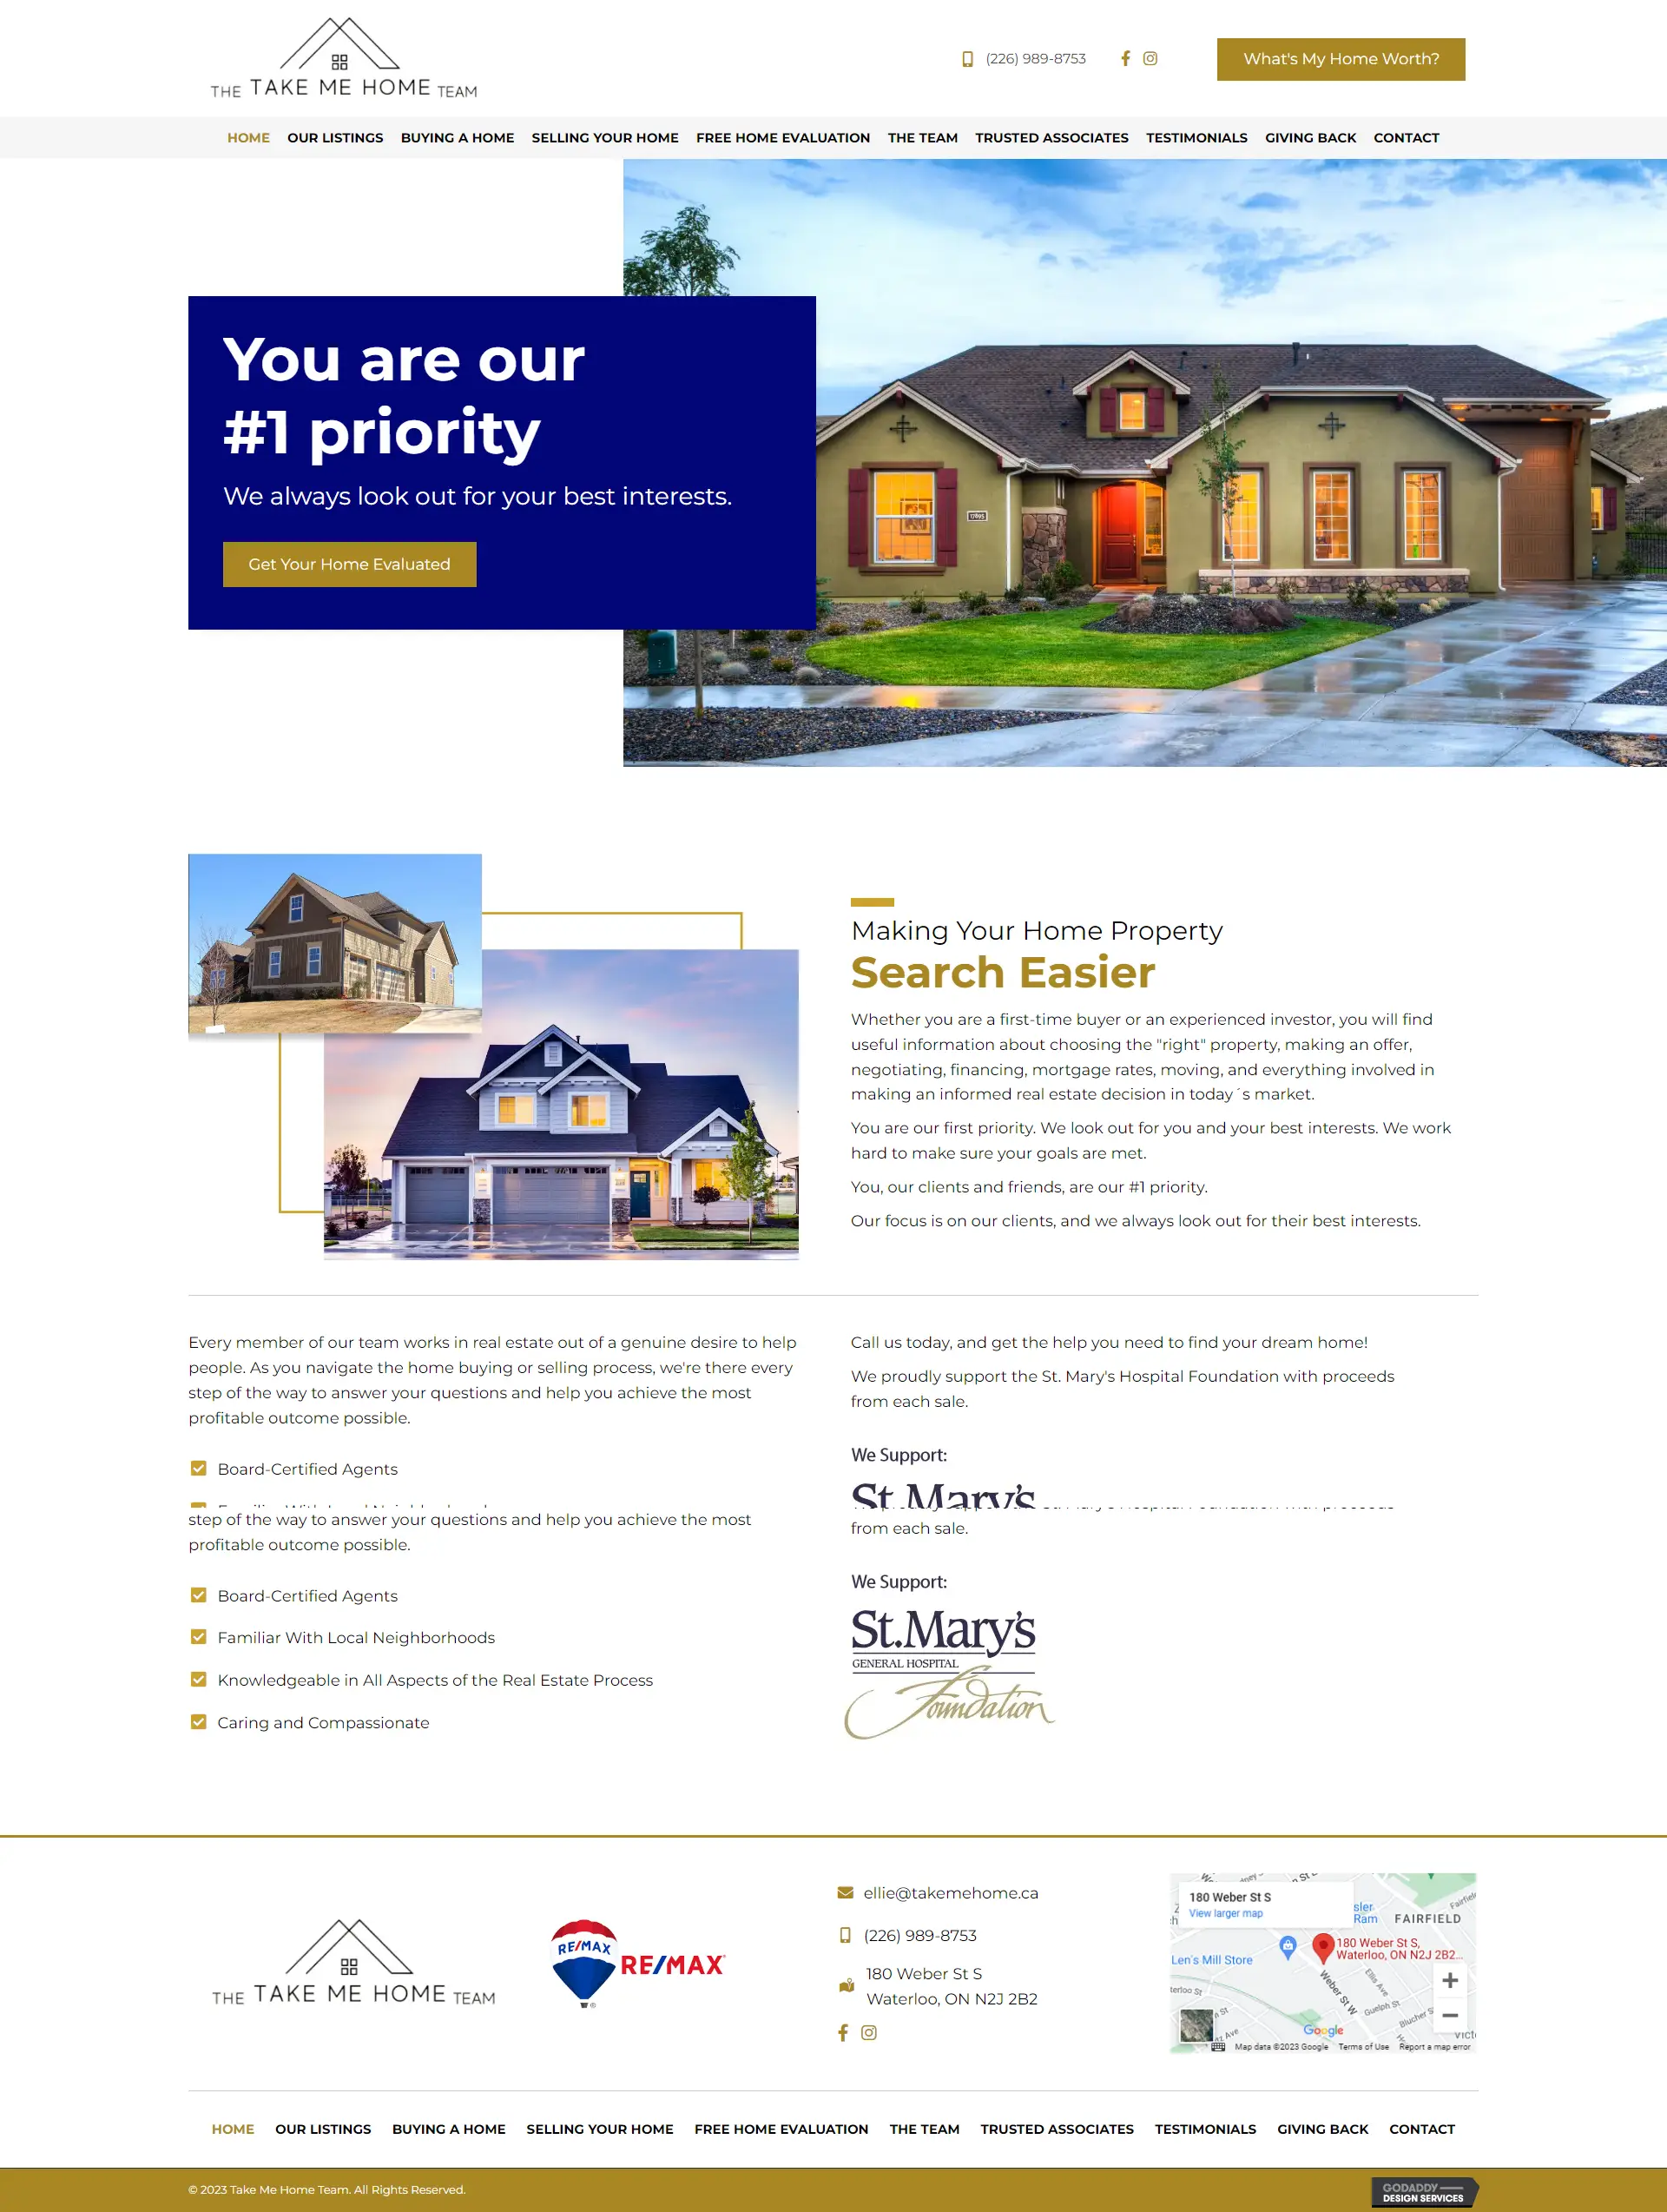 THE TAKE ME HOME TEAM
(226) 989-8753
What's My Home Worth?
HOME OUR LISTINGS BUYING A HOME SELLING YOUR HOME FREE HOME EVALUATION THE TEAM TRUSTED ASSOCIATES TESTIMONIALS GIVING BACK CONTACT
You are our
#1 priority
We always look out for your best interests.
Get Your Home Evaluated
Making Your Home Property
Search Easier
Whether you are a first-time buyer or an experienced investor, you will find
useful information about choosing the "right" property, making an offer,
negotiating, financing, mortgage rates, moving, and everything involved in
making an informed real estate decision in today´s market.
You are our first priority. We look out for you and your best interests. We work
hard to make sure your goals are met.
You, our clients and friends, are our #1 priority.
Our focus is on our clients, and we always look out for their best interests.
Every member of our team works in real estate out of a genuine desire to help
people. As you navigate the home buying or selling process, we're there every
step of the way to answer your questions and help you achieve the most
profitable outcome possible.
Board-Certified Agents
step of the way to answer your questions and help you achieve the most
profitable outcome possible.
Board-Certified Agents
Familiar With Local Neighborhoods
Knowledgeable in All Aspects of the Real Estate Process
Caring and Compassionate
Call us today, and get the help you need to find your dream home!
We proudly support the St. Mary's Hospital Foundation with proceeds
from each sale.
We Support:
St.Mary's
from each sale.
We Support:
St.Mary's
GENERAL HOSPITAL
Foundation
THE TAKE ME HOME TEAM
RE/MAX
RE/MAX
ellie@takemehome.ca
(226) 989-8753
180 Weber St S
Waterloo, ON N2J 2B2
180 Weber St S
View larger map
FAIRFIELD
180 Weber St S,
Waterloo, ON N2J 2B2...
Len's Mill Store
Weber St W
Ellis Ave
Guelph St
Google
Map data ©2023 Google Terms of Use Report a map error
HOME OUR LISTINGS BUYING A HOME SELLING YOUR HOME FREE HOME EVALUATION THE TEAM TRUSTED ASSOCIATES TESTIMONIALS GIVING BACK CONTACT
© 2023 Take Me Home Team. All Rights Reserved.
GODADDY
DESIGN SERVICES